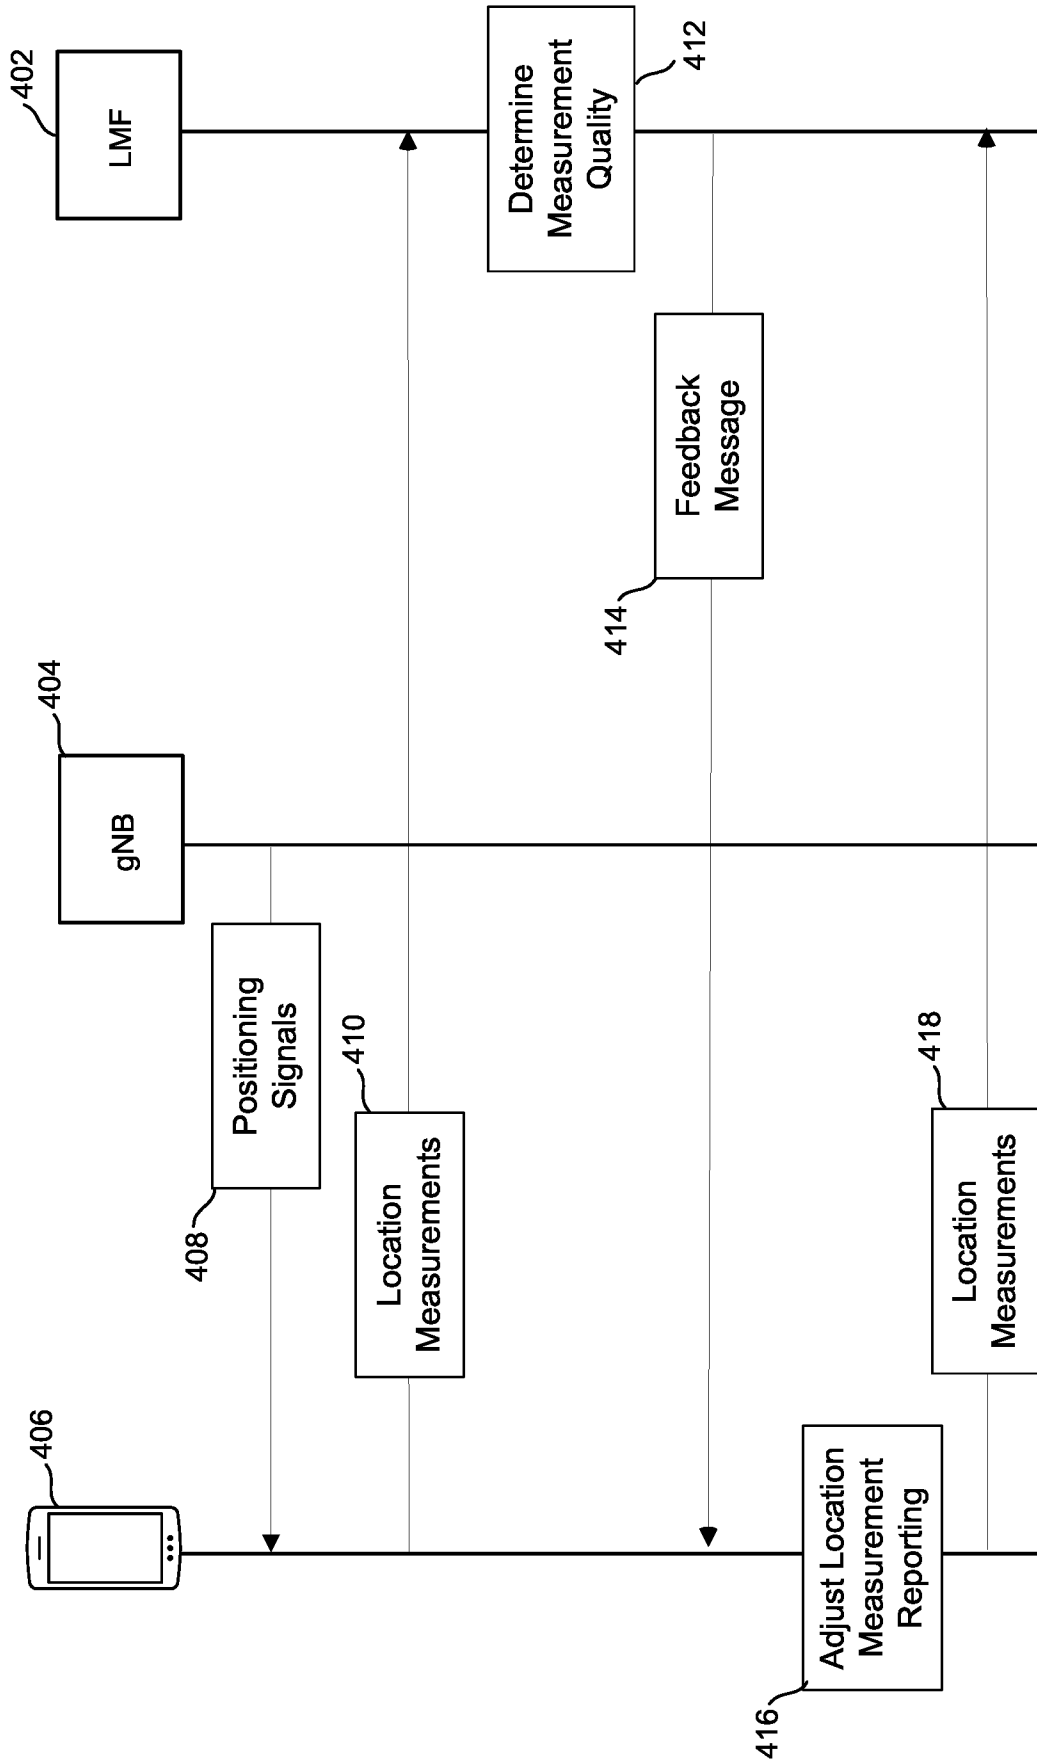 406
404
402
gNB
LMF
408
Positioning
Signals
410
Location
Measurements
Determine
Measurement
Quality
412
414
Feedback
Message
416
Adjust Location
Measurement
Reporting
418
Location
Measurements